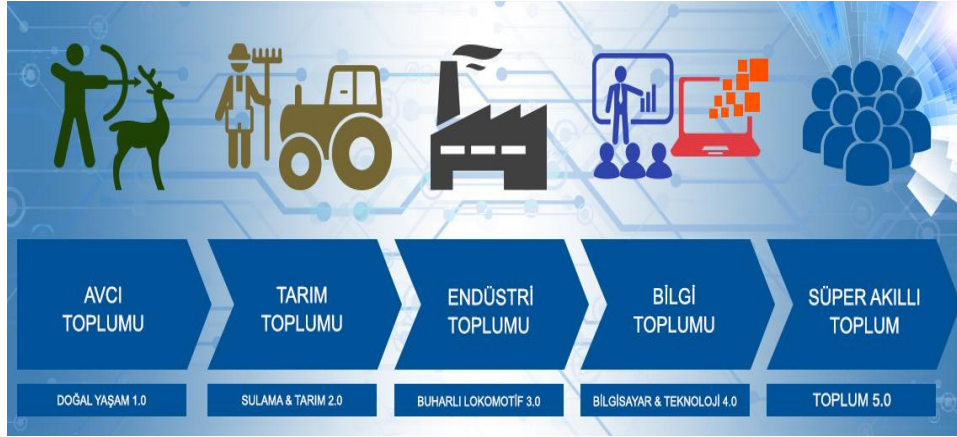 AVCI
TOPLUMU
TARIM
TOPLUMU
ENDÜSTRİ
TOPLUMU
BİLGİ
TOPLUMU
SÜPER AKILLI
TOPLUM
DOĞAL YAŞAM 1.0
SULAMA & TARIM 2.0
BUHARLI LOKOMOTİF 3.0
BİLGİSAYAR & TEKNOLOJİ 4.0
TOPLUM 5.0